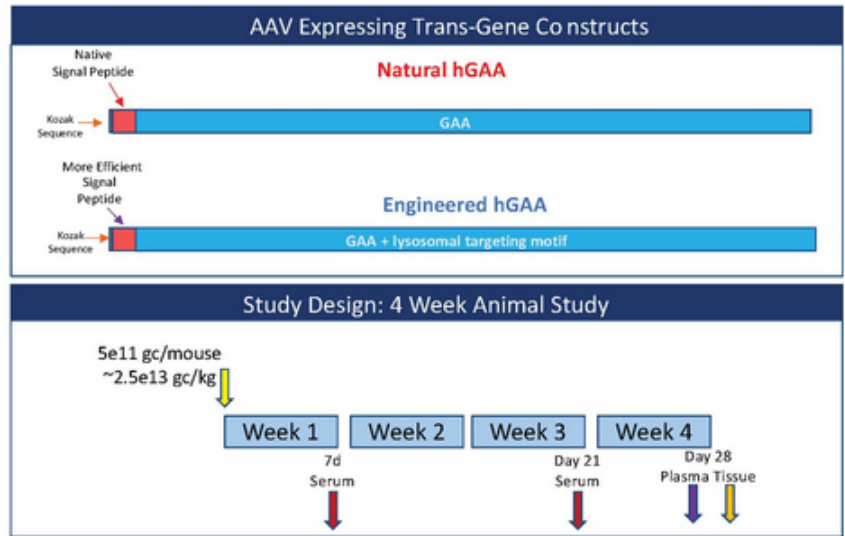 AAV Expressing Trans-Gene Constructs
Native
Signal Peptide
Natural hGAA
Kozak
Sequence
GAA
More Efficient
Signal
Peptide
Engineered hGAA
Kozak
Sequence
GAA + lysosomal targeting motif
Study Design: 4 Week Animal Study
5e11 gc/mouse
~2.5e13 gc/kg
Week 1 Week 2 Week 3 Week 4
7d
Serum
Day 21
Serum
Day 28
Plasma Tissue